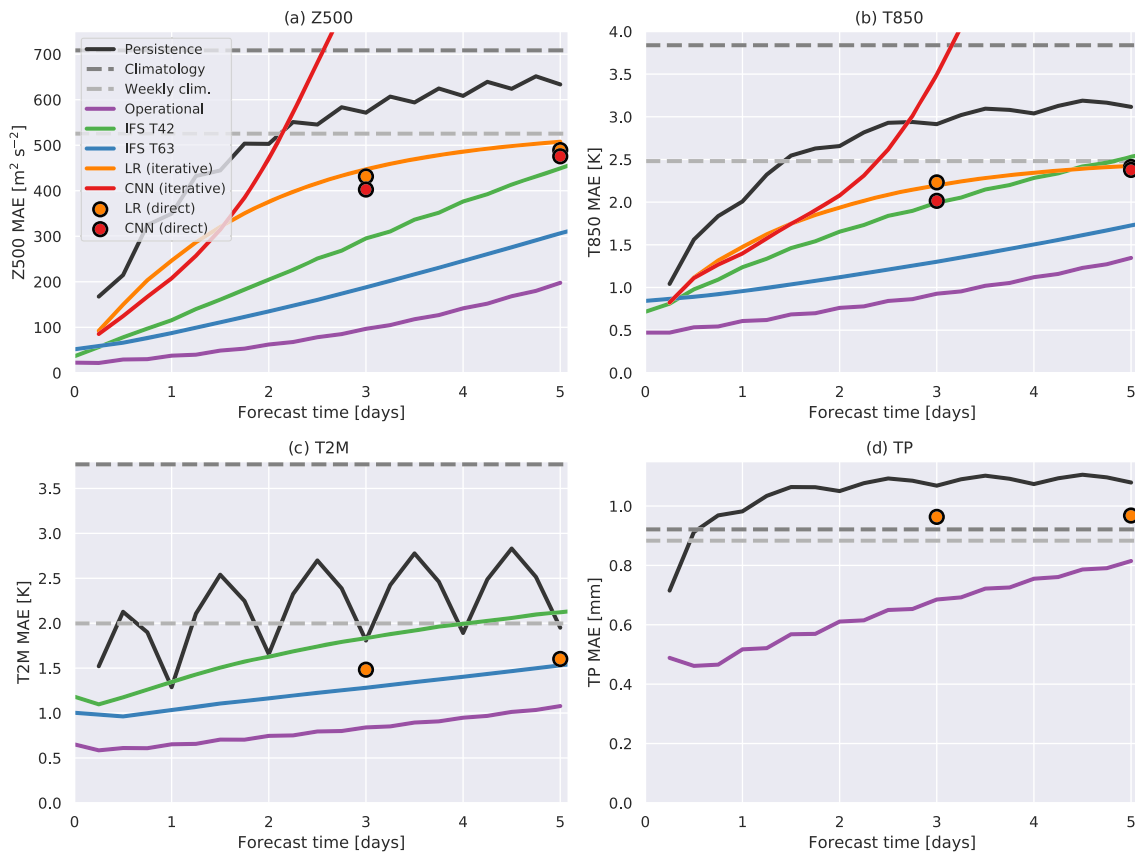 (a) Z500
700
600
500
400
300
200
100
0
Z500 MAE [m² s⁻²]
Persistence
Climatology
Weekly clim.
Operational
IFS T42
IFS T63
LR (iterative)
CNN (iterative)
LR (direct)
CNN (direct)
0 1 2 3 4 5
Forecast time [days]
(b) T850
4.0
3.5
3.0
2.5
2.0
1.5
1.0
0.5
0.0
T850 MAE [K]
0 1 2 3 4 5
Forecast time [days]
(c) T2M
3.5
3.0
2.5
2.0
1.5
1.0
0.5
0.0
T2M MAE [K]
0 1 2 3 4 5
Forecast time [days]
(d) TP
1.0
0.8
0.6
0.4
0.2
0.0
TP MAE [mm]
0 1 2 3 4 5
Forecast time [days]